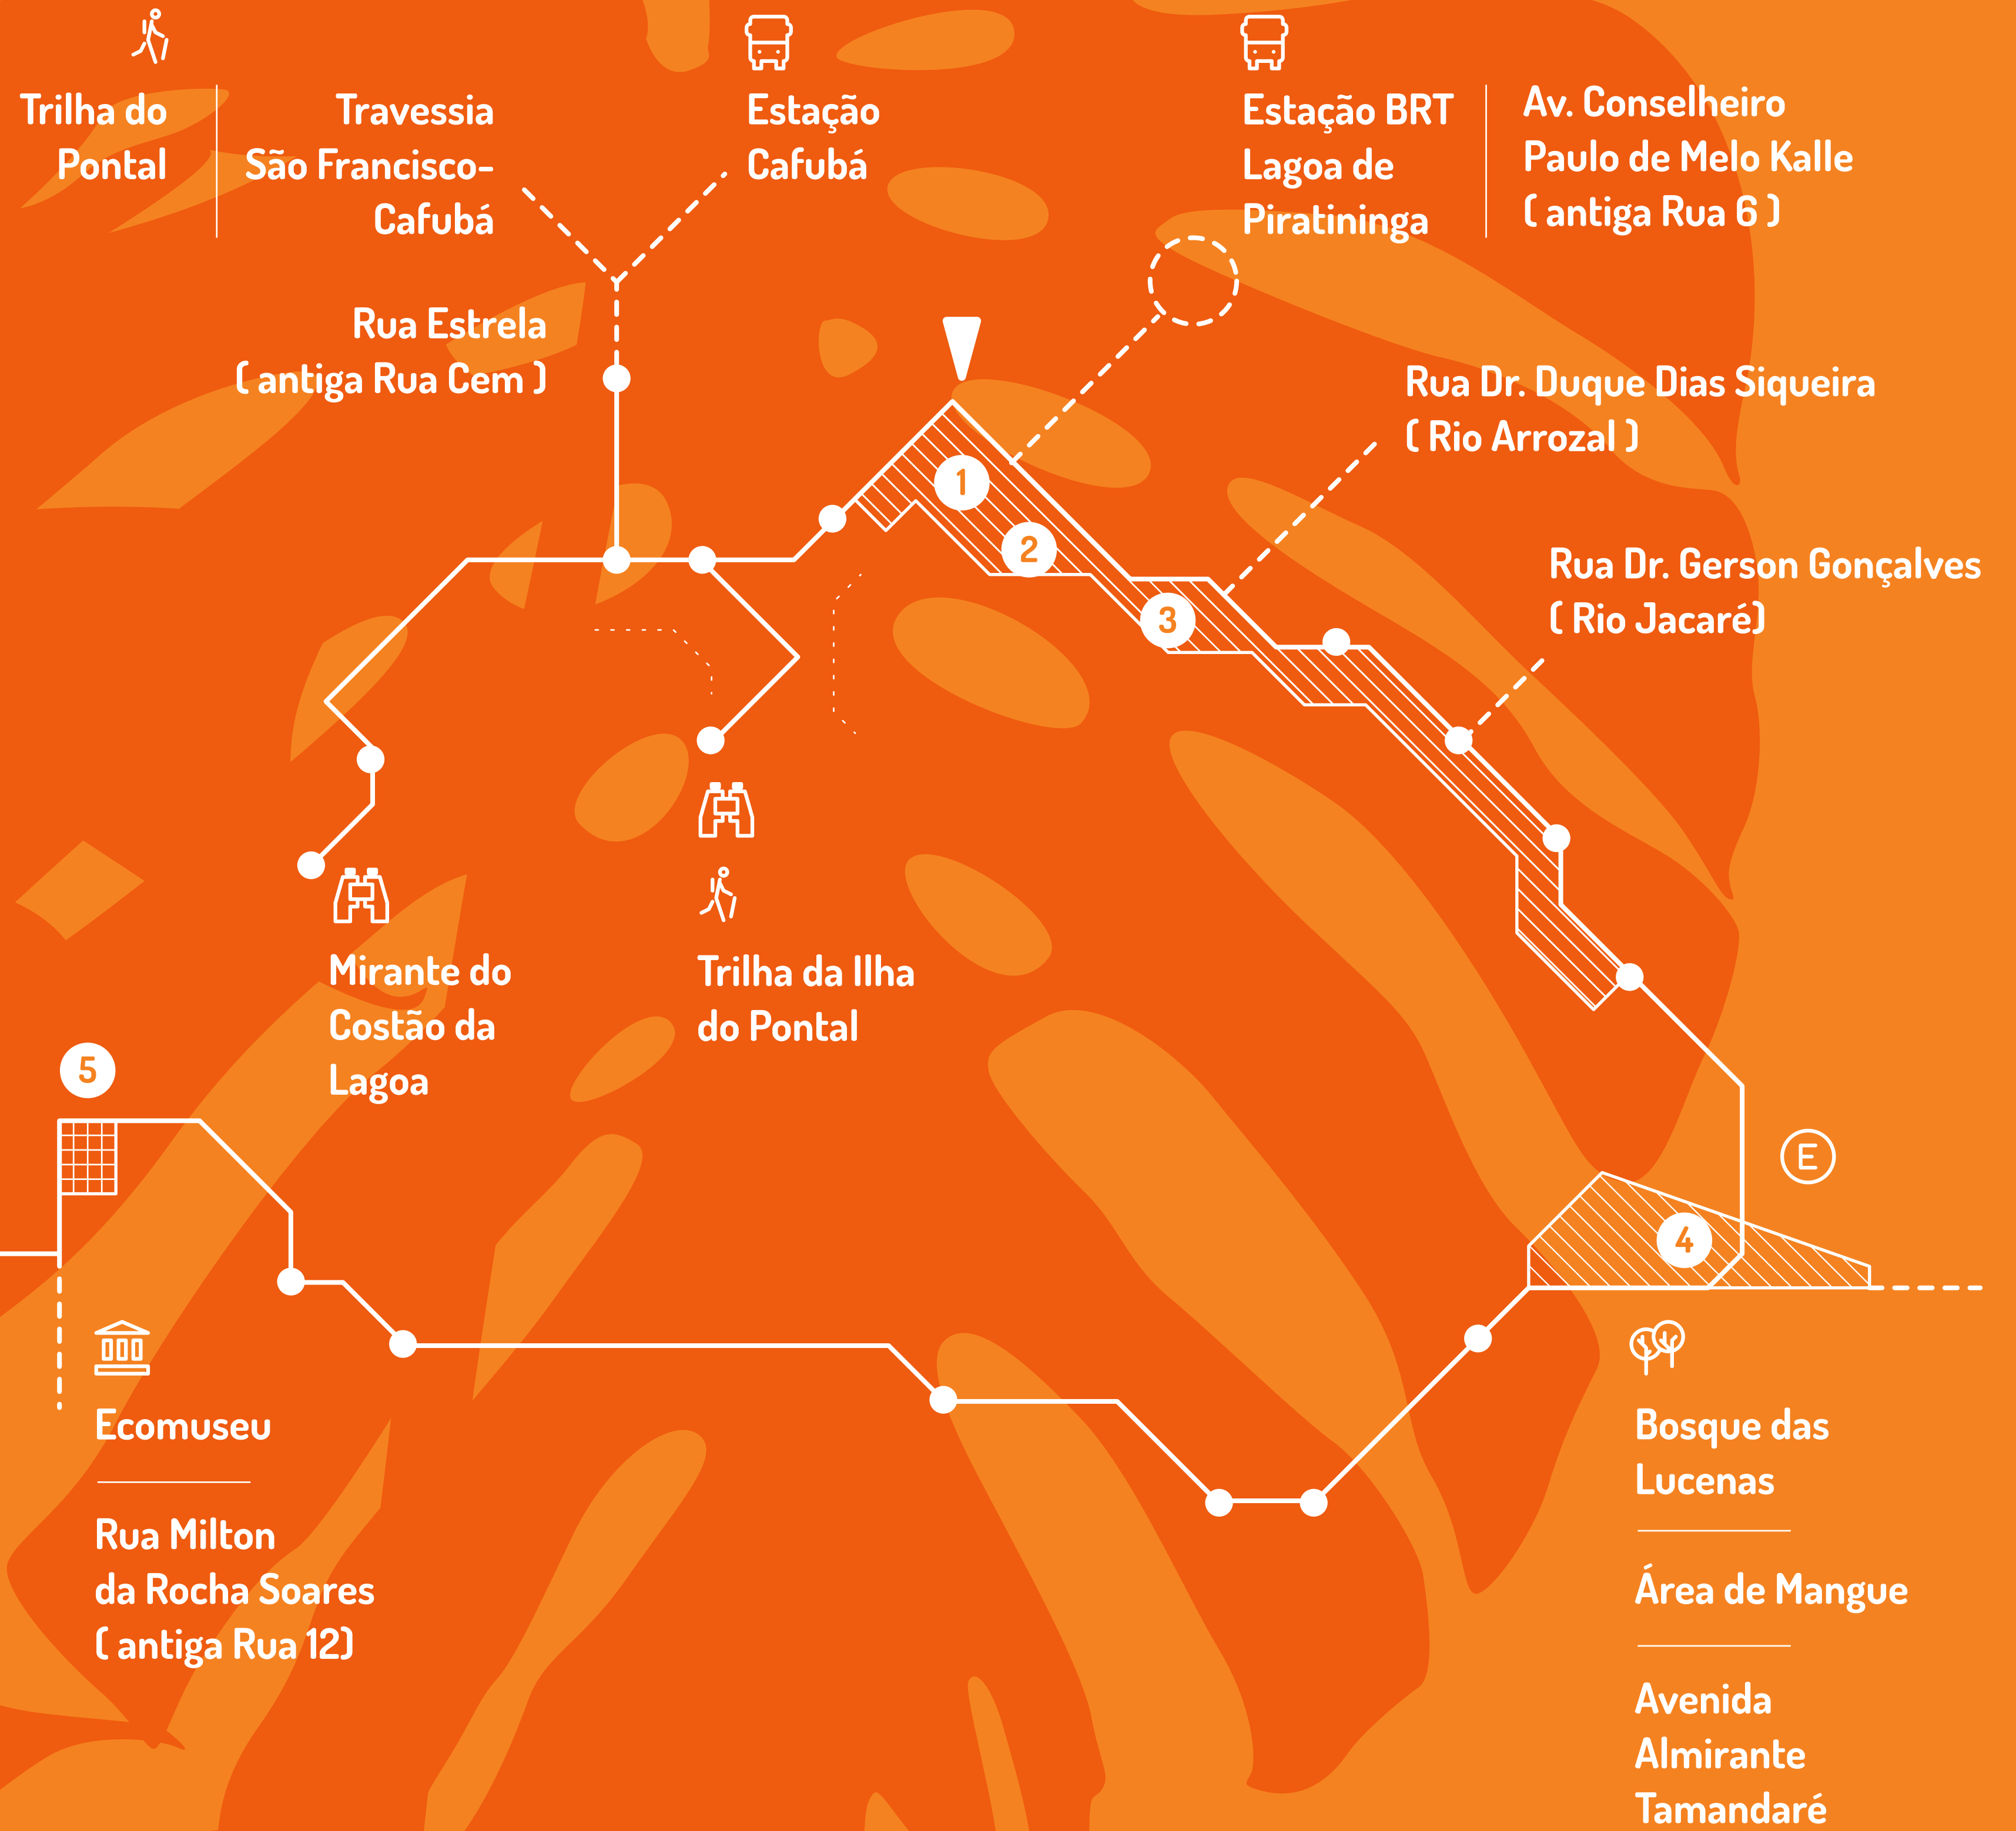 Trilha do
Pontal
Travessia
São Francisco-
Cafubá
Estação
Cafubá
Estação BRT
Lagoa de
Piratininga
Av. Conselheiro
Paulo de Melo Kalle
( antiga Rua 6 )
Rua Estrela
( antiga Rua Cem )
Rua Dr. Duque Dias Siqueira
( Rio Arrozal )
1
2
3
Rua Dr. Gerson Gonçalves
( Rio Jacaré)
Mirante do
Costão da
Lagoa
Trilha da Ilha
do Pontal
5
E
4
Ecomuseu
Rua Milton
da Rocha Soares
( antiga Rua 12)
Bosque das
Lucenas
Área de Mangue
Avenida
Almirante
Tamandaré